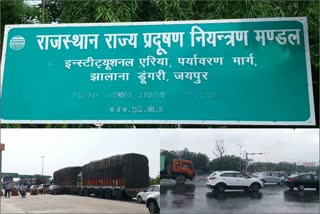 राजस्थान राज्य प्रदूषण नियन्त्रण मण्डल
इन्स्टीट्यूशनल एरिया, पर्यावरण मार्ग,
झालाना डूंगरी, जयपुर